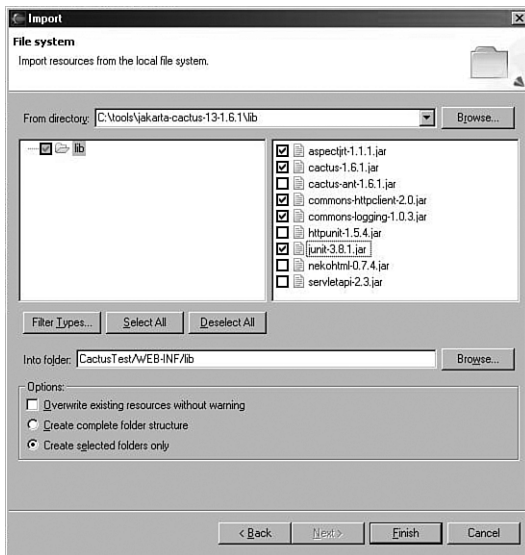 Import
File system
Import resources from the local file system.
From directory: C:\tools\jakarta-cactus-13-1.6.1\lib
Browse...
lib
aspectjrt-1.1.1.jar
cactus-1.6.1.jar
cactus-ant-1.6.1.jar
commons-httpclient-2.0.jar
commons-logging-1.0.3.jar
httpunit-1.5.4.jar
junit-3.8.1.jar
nekohtml-0.7.4.jar
servletapi-2.3.jar
Filter Types...
Select All
Deselect All
Into folder: CactusTest/WEB-INF/lib
Browse...
Options:
Overwrite existing resources without warning
Create complete folder structure
Create selected folders only
< Back
Next >
Finish
Cancel